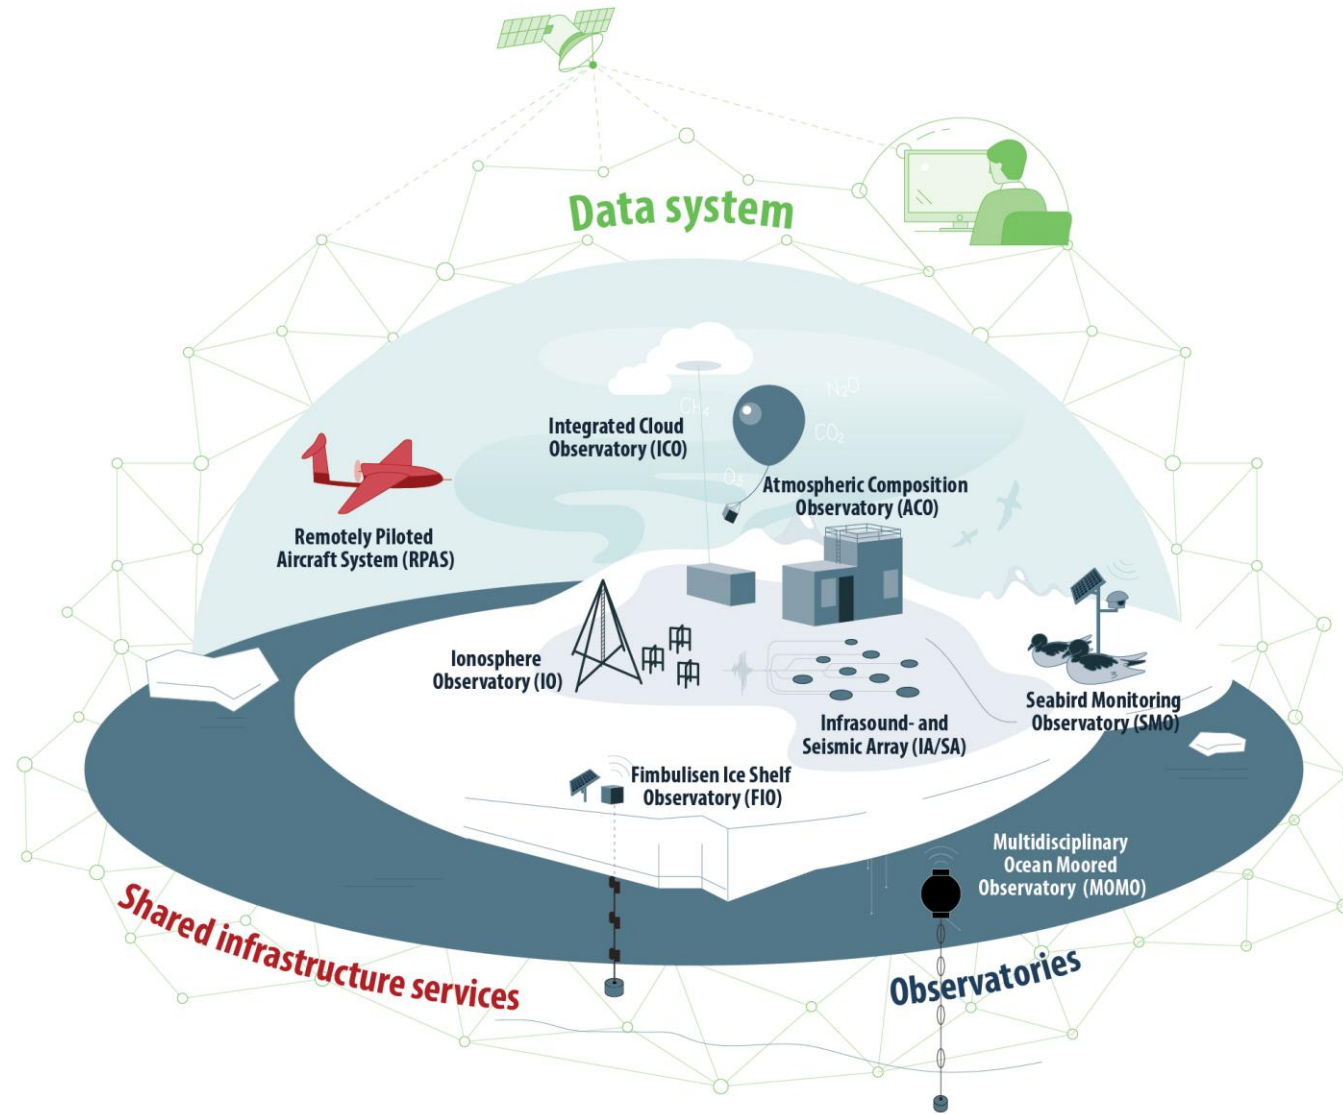 Data system
N₂O
CH₄
Integrated Cloud
Observatory (ICO)
CO₂
O₃
Atmospheric Composition
Observatory (ACO)
Remotely Piloted
Aircraft System (RPAS)
Ionosphere
Observatory (IO)
3
Seabird Monitoring
Observatory (SMO)
Infrasound- and
Seismic Array (IA/SA)
Fimbulisen Ice Shelf
Observatory (FIO)
Multidisciplinary
Ocean Moored
Observatory (MOMO)
Shared infrastructure services
Observatories